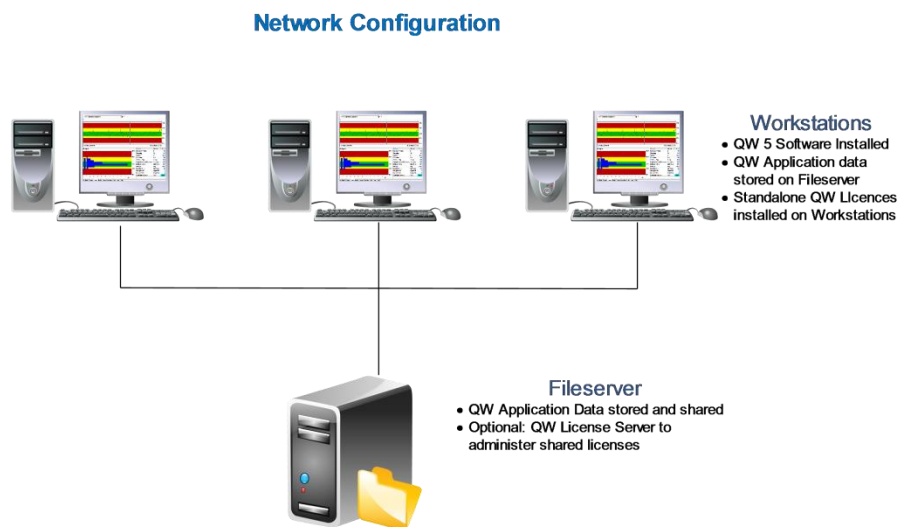 Network Configuration
Workstations
• QW 5 Software Installed
• QW Application data
stored on Fileserver
• Standalone QW LIcences
installed on Workstations
Fileserver
• QW Application Data stored and shared
• Optional: QW License Server to
administer shared licenses